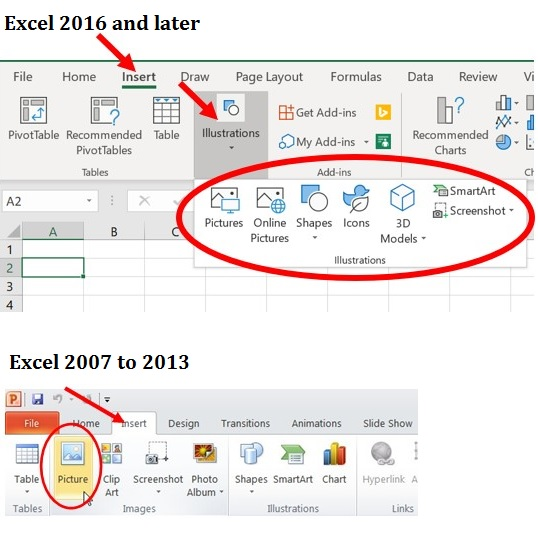 Excel 2016 and later
File Home Insert Draw Page Layout Formulas Data Review
PivotTable Recommended PivotTables Table Illustrations Get Add-ins My Add-ins Recommended Charts
Tables Add-ins
A2
Pictures Online Pictures Shapes Icons 3D Models SmartArt Screenshot
Illustrations
A B C
1
2
3
4
Excel 2007 to 2013
P
File Home Insert Design Transitions Animations Slide Show
Table Picture Clip Art Screenshot Photo Album Shapes SmartArt Chart Hyperlink A
Tables Images Illustrations Links